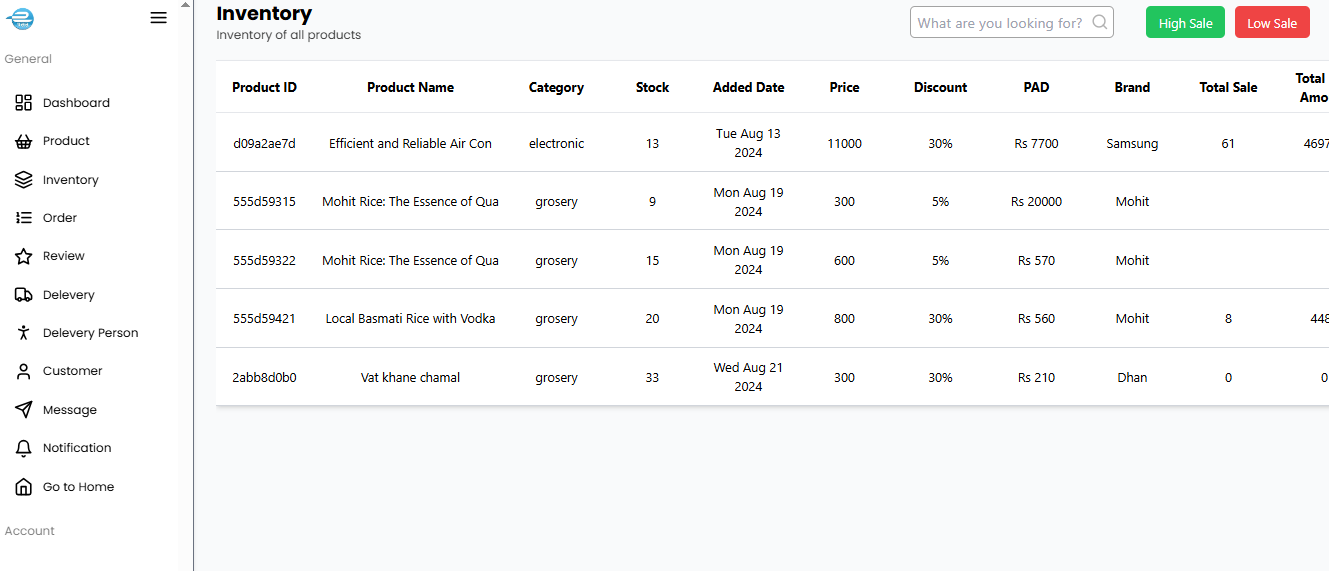 General
Dashboard
Product
Inventory
Order
Review
Delevery
Delevery Person
Customer
Message
Notification
Go to Home
Account
Inventory
Inventory of all products
What are you looking for?
High Sale
Low Sale
Product ID Product Name Category Stock Added Date Price Discount PAD Brand Total Sale Total
Amo
d09a2ae7d Efficient and Reliable Air Con electronic 13 Tue Aug 13 2024 11000 30% Rs 7700 Samsung 61 4697
555d59315 Mohit Rice: The Essence of Qua grosery 9 Mon Aug 19 2024 300 5% Rs 20000 Mohit
555d59322 Mohit Rice: The Essence of Qua grosery 15 Mon Aug 19 2024 600 5% Rs 570 Mohit
555d59421 Local Basmati Rice with Vodka grosery 20 Mon Aug 19 2024 800 30% Rs 560 Mohit 8 448
2abb8d0b0 Vat khane chamal grosery 33 Wed Aug 21 2024 300 30% Rs 210 Dhan 0 0